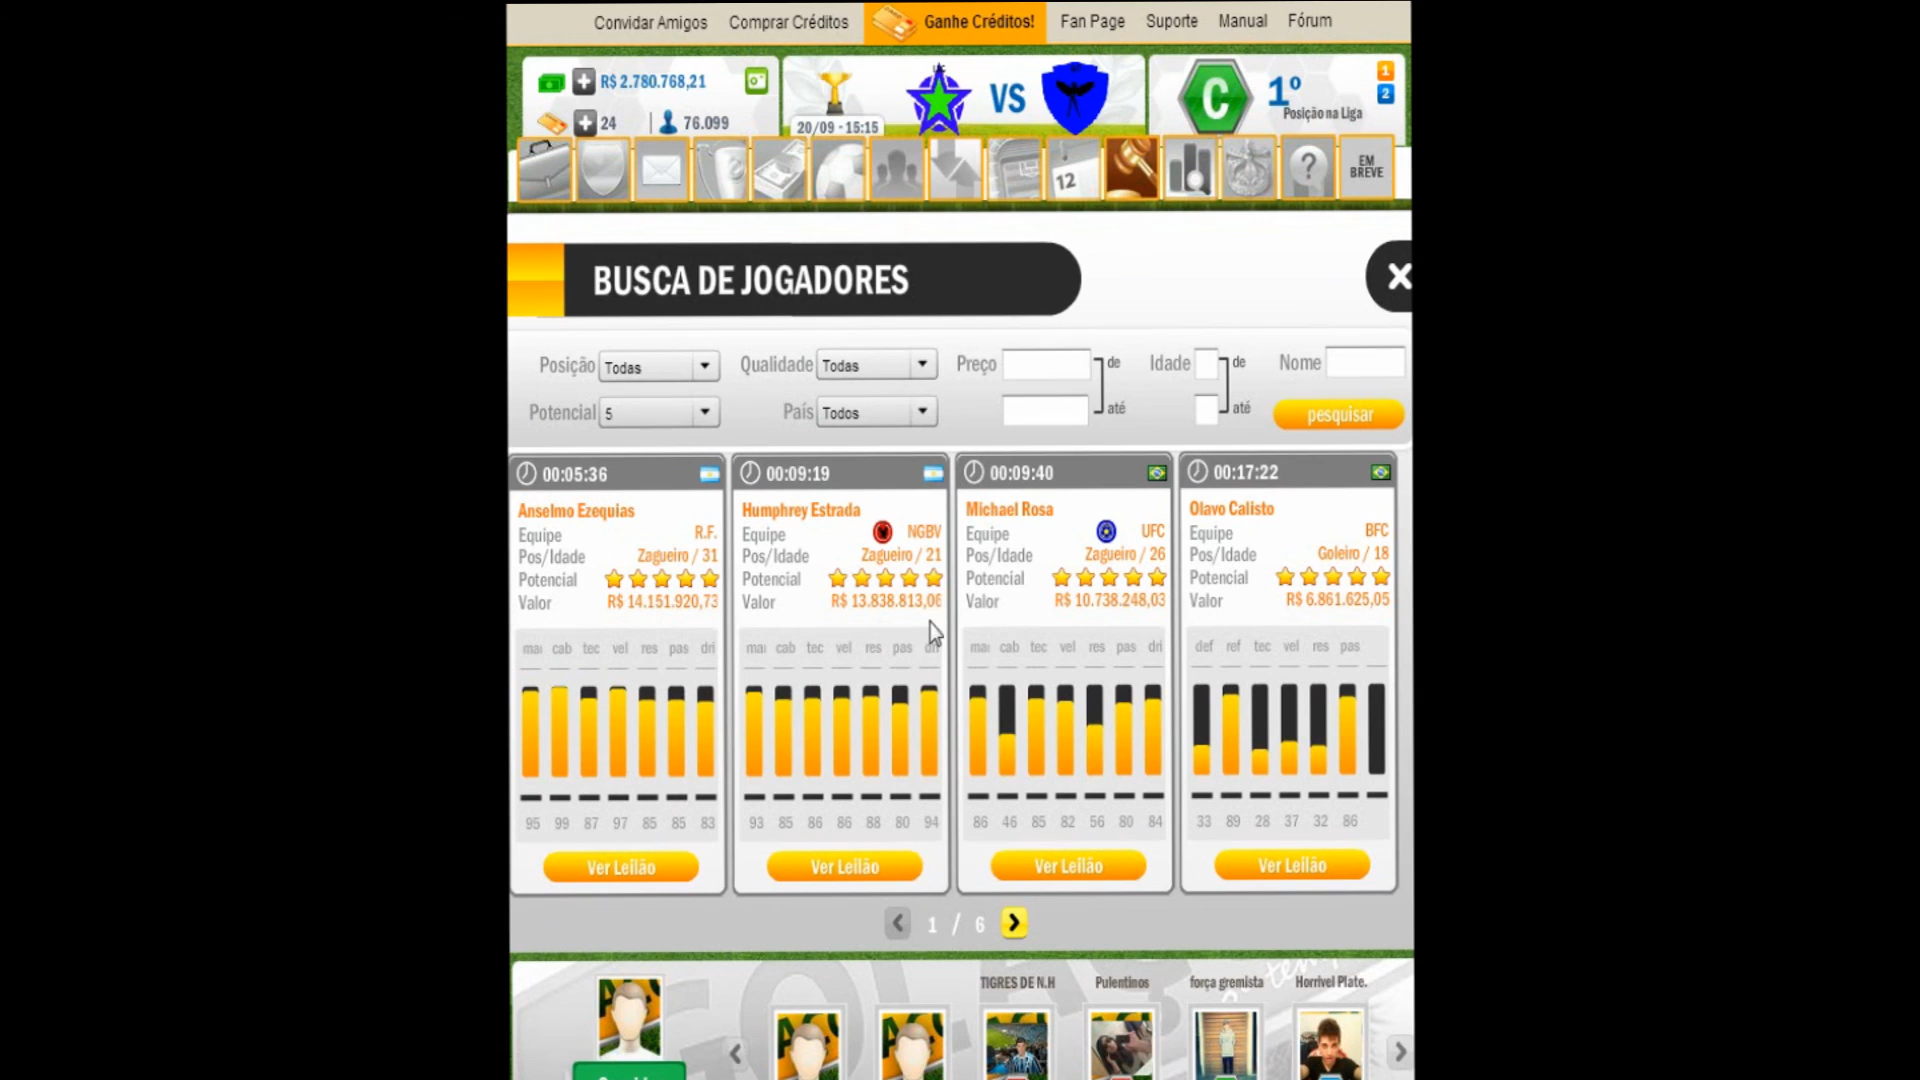 Convidar Amigos Comprar Créditos Ganhe Créditos! Fan Page Suporte Manual Fórum
R$ 2.780.768,21
24 76.099
20/09 - 15:15
VS
C 1º
Posição na Liga
1
2
12
?
EM BREVE
BUSCA DE JOGADORES
X
Posição Todas Qualidade Todas Preço de Idade de Nome
Potencial 5 País Todos até até pesquisar
00:05:36
Anselmo Ezequias
Equipe R.F.
Pos/Idade Zagueiro / 31
Potencial
Valor R$ 14.151.920,73
cab tec vel res pas dri
95 99 87 97 85 85 83
Ver Leilão
00:09:19
Humphrey Estrada
Equipe NGBV
Pos/Idade Zagueiro / 21
Potencial
Valor R$ 13.838.813,06
cab tec vel res pas
93 85 86 86 88 80 94
Ver Leilão
00:09:40
Michael Rosa
Equipe UFC
Pos/Idade Zagueiro / 26
Potencial
Valor R$ 10.738.248,03
cab tec vel res pas dri
86 46 85 82 56 80 84
Ver Leilão
00:17:22
Olavo Calisto
Equipe BFC
Pos/Idade Goleiro / 18
Potencial
Valor R$ 6.861.625,05
def ref tec vel res pas
33 89 28 37 32 86
Ver Leilão
1 / 6
TIGRES DE N.H Pulentinos força gremista Horrivel Plate.